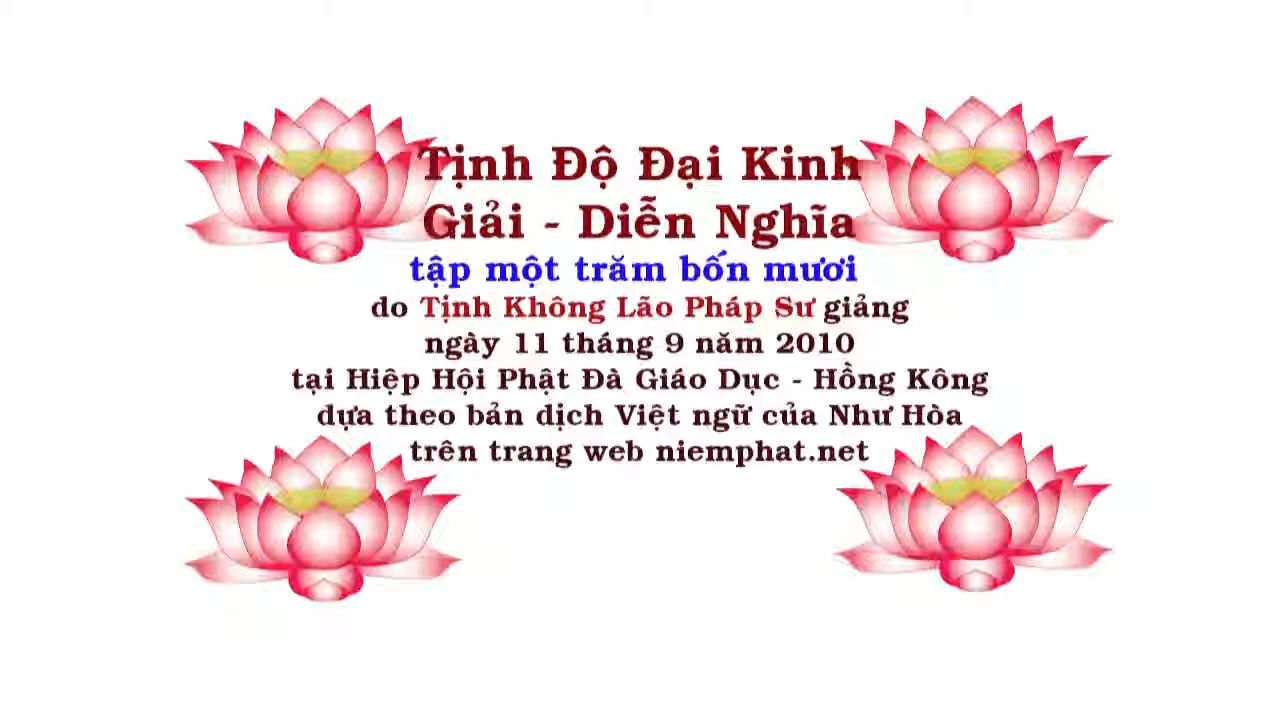 Tịnh Độ Đại Kinh
Giải - Diễn Nghĩa
tập một trăm bốn mươi
do Tịnh Không Lão Pháp Sư giảng
ngày 11 tháng 9 năm 2010
tại Hiệp Hội Phật Đà Giáo Dục - Hồng Kông
dựa theo bản dịch Việt ngữ của Như Hòa
trên trang web niemphat.net